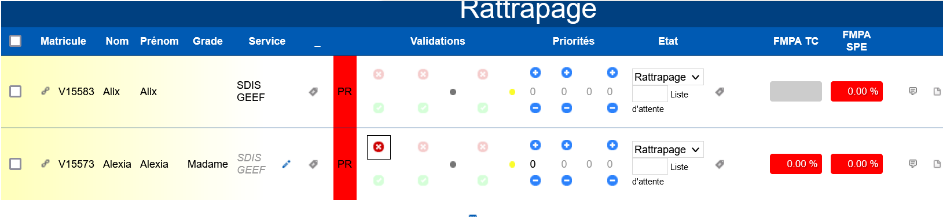 Rattrapage
Matricule Nom Prénom Grade Service _ Validations Priorités Etat FMPA TC FMPA SPE
V15583 Alix Alix SDIS GEEF PR 0 0 0 0 Rattrapage Liste d'attente 0.00 %
V15573 Alexia Alexia Madame SDIS GEEF PR 0 0 0 0 Rattrapage Liste d'attente 0.00 % 0.00 %